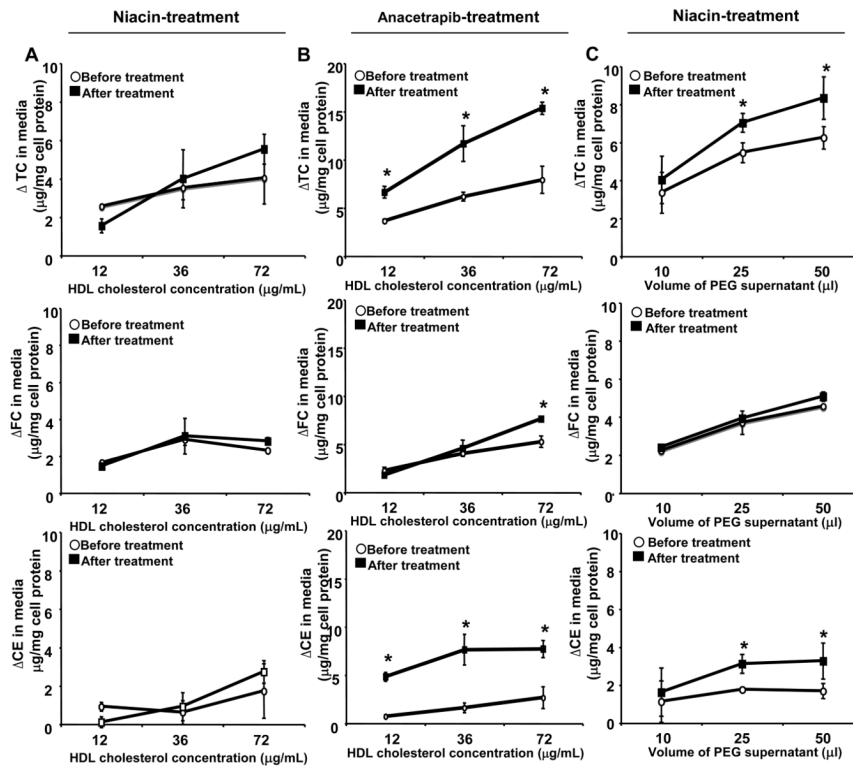 Niacin-treatment
Anacetrapib-treatment
Niacin-treatment
A
Before treatment
After treatment
Δ TC in media
(μg/mg cell protein)
10
8
6
4
2
0
12 36 72
HDL cholesterol concentration (μg/mL)
B
Before treatment
After treatment
ΔTC in media
(μg/mg cell protein)
20
15
10
5
0
* * *
12 36 72
HDL cholesterol concentration (μg/mL)
C
Before treatment
After treatment
ΔTC in media
(μg/mg cell protein)
10
8
6
4
2
0
* *
10 25 50
Volume of PEG supernatant (μl)
Before treatment
After treatment
ΔFC in media
(μg/mg cell protein)
10
8
6
4
2
0
12 36 72
HDL cholesterol concentration (μg/mL)
Before treatment
After treatment
ΔFC in media
(μg/mg cell protein)
20
15
10
5
0
*
12 36 72
HDL cholesterol concentration (μg/mL)
Before treatment
After treatment
ΔFC in media
(μg/mg cell protein)
10
8
6
4
2
0
10 25 50
Volume of PEG supernatant (μl)
Before treatment
After treatment
ΔCE in media
μg/mg cell protein)
10
8
6
4
2
0
12 36 72
HDL cholesterol concentration (μg/mL)
Before treatment
After treatment
ΔCE in media
(μg/mg cell protein)
20
15
10
5
0
* * *
12 36 72
HDL cholesterol concentration (μg/mL)
Before treatment
After treatment
ΔCE in media
(μg/mg cell protein)
10
8
6
4
2
0
* *
10 25 50
Volume of PEG supernatant (μl)